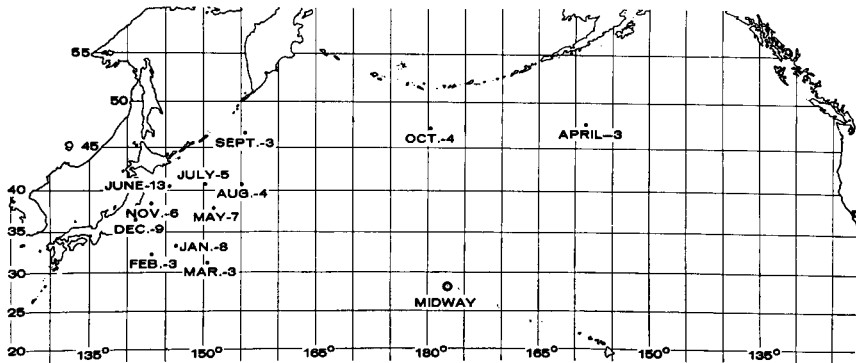 55
50
SEPT.-3
OCT.-4
APRIL-3
9 45
JULY-5
JUNE-13
AUG.-4
40
NOV.-6
MAY-7
DEC.-9
35
JAN.-8
FEB.-3
MAR.-3
30
MIDWAY
25
20
135°
150°
165°
180°
165°
150°
135°